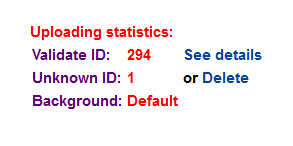 Uploading statistics:
Validate ID: 294 See details
Unknown ID: 1 or Delete
Background: Default